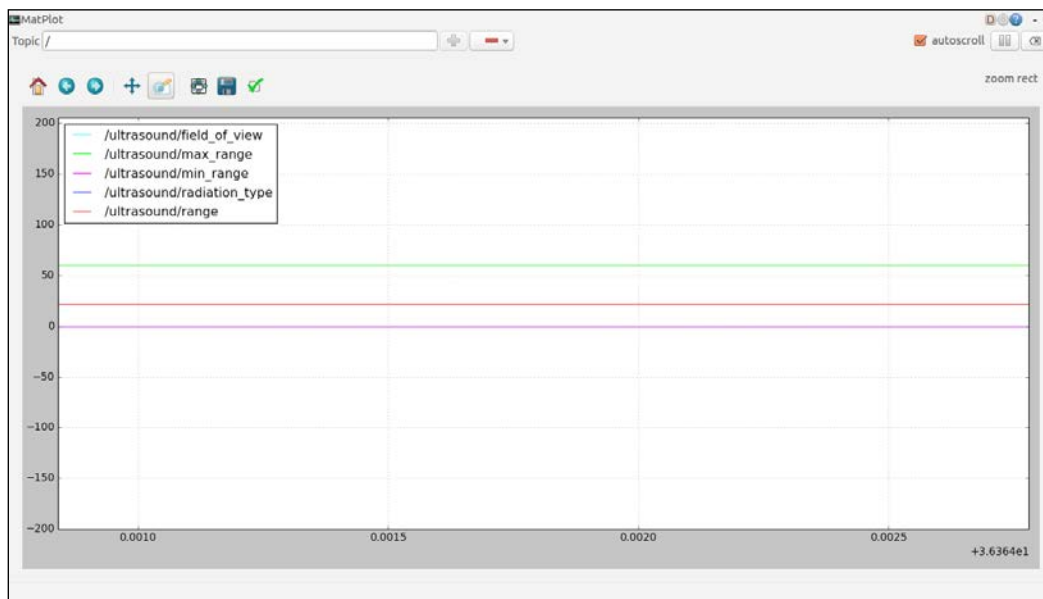 MatPlot
D
Topic /
autoscroll
zoom rect
200
/ultrasound/field_of_view
/ultrasound/max_range
/ultrasound/min_range
/ultrasound/radiation_type
/ultrasound/range
150
100
50
0
−50
−100
−150
−200
0.0010 0.0015 0.0020 0.0025
+3.6364e1